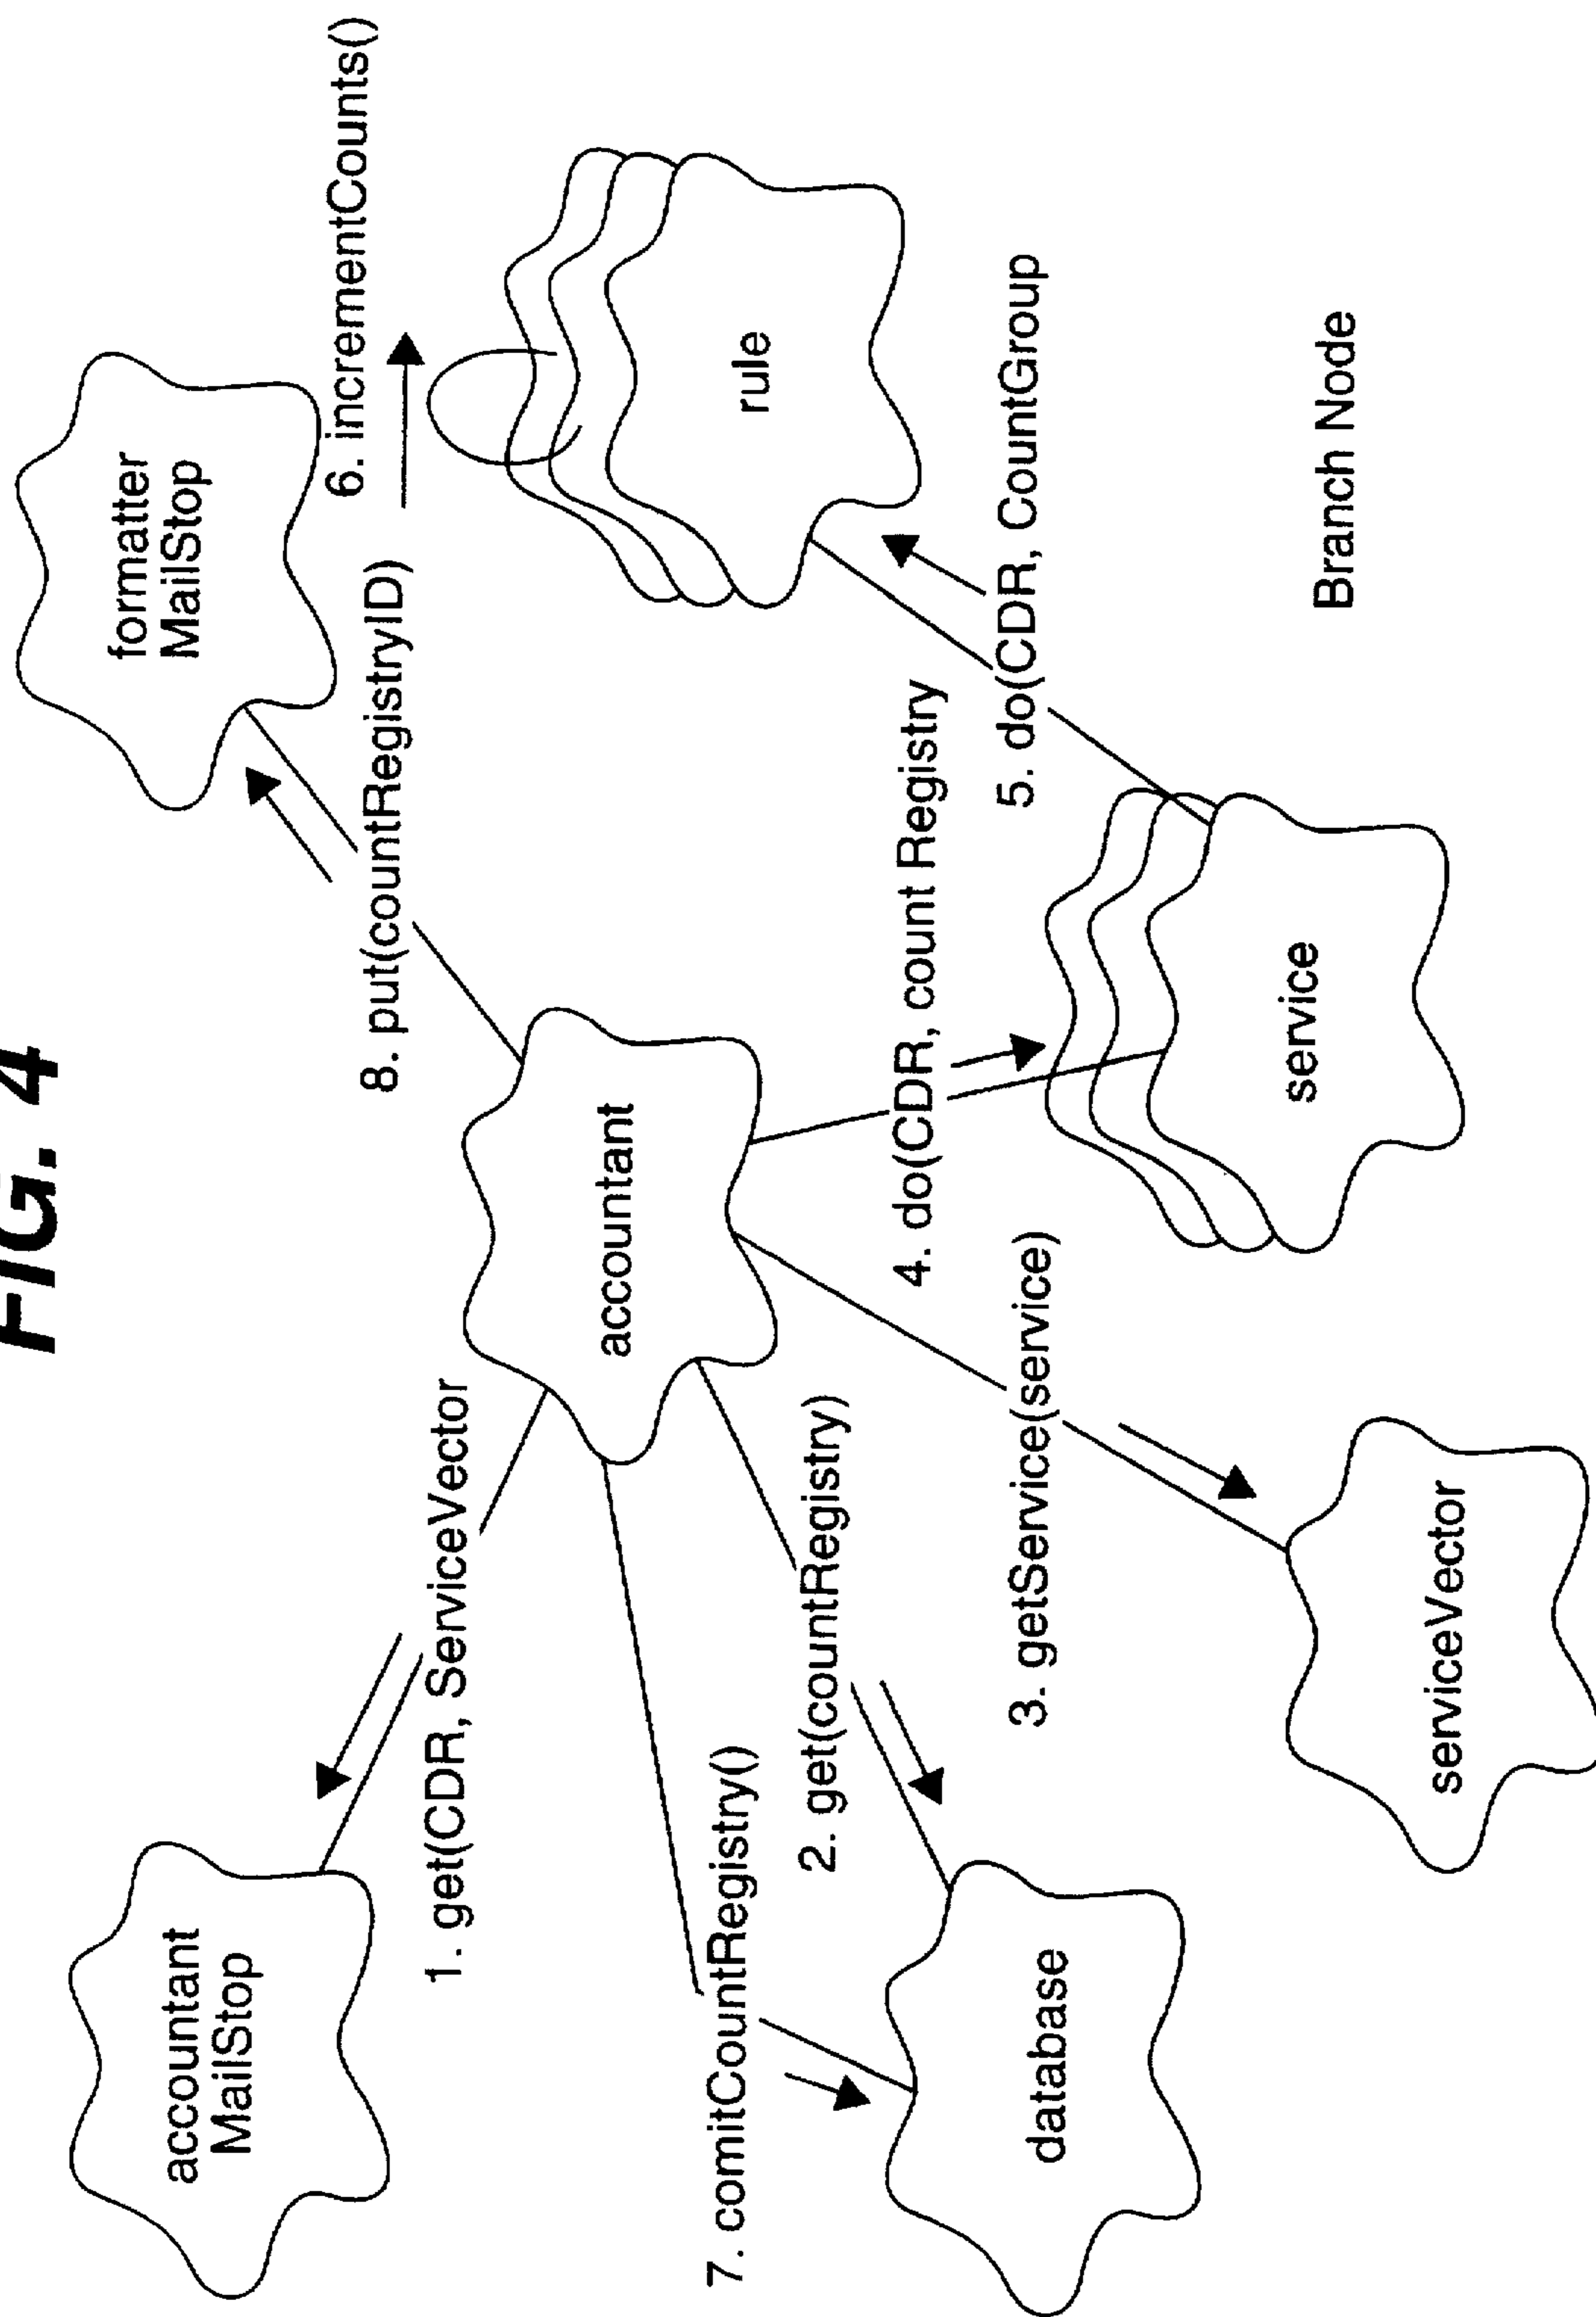 FIG. 4
accountant
MailStop
formatter
MailStop
1. get(CDR, ServiceVector
8. put(countRegistryID)
6. incrementCounts()
accountant
rule
7. comitCountRegistry()
2. get(countRegistry)
4. do(CDR, count Registry
3. getService(service)
5. do(CDR, CountGroup
database
service
serviceVector
Branch Node